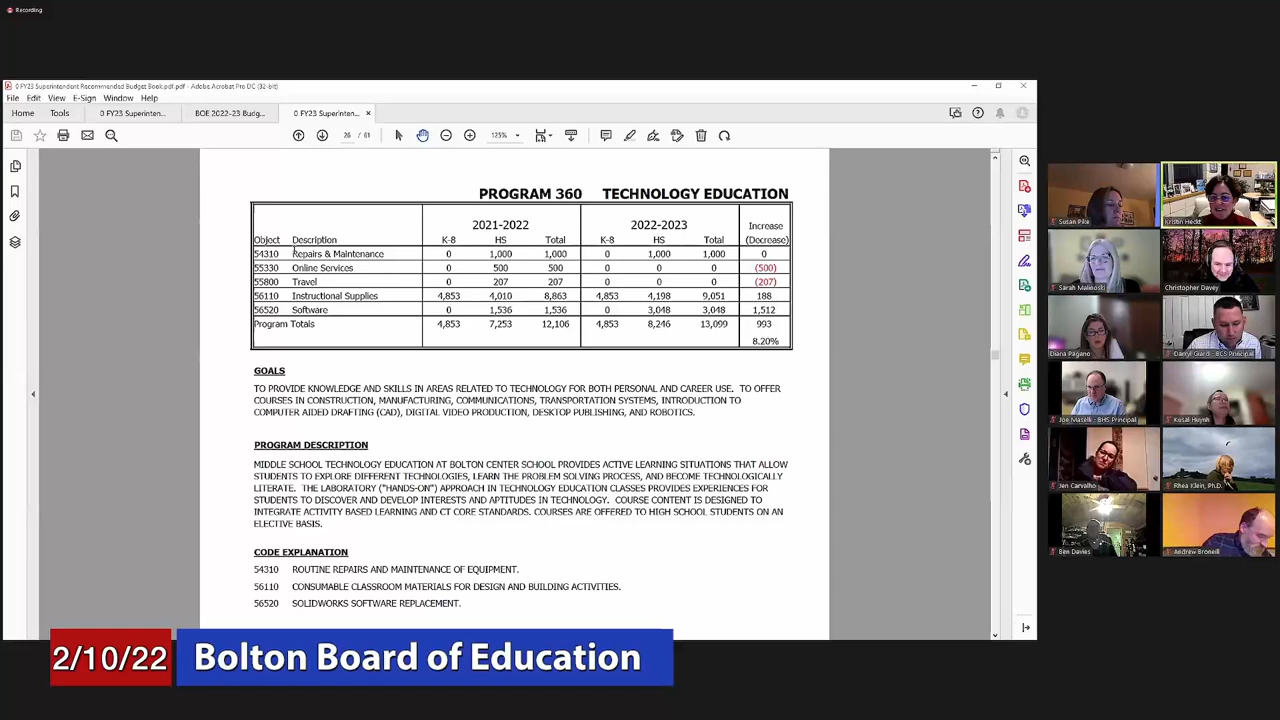 Recording
0 FY23 Superintendent Recommended Budget Book.pdf.pdf - Adobe Acrobat Pro DC (32-bit)
File Edit View E-Sign Window Help
Home Tools 0 FY23 Superinten... BOE 2022-23 Budg... 0 FY23 Superinten... ×
26 / 61 125%
PROGRAM 360 TECHNOLOGY EDUCATION
2021-2022 2022-2023 Increase
Object Description K-8 HS Total K-8 HS Total (Decrease)
54310 Repairs & Maintenance 0 1,000 1,000 0 1,000 1,000 0
55330 Online Services 0 500 500 0 0 0 (500)
55800 Travel 0 207 207 0 0 0 (207)
56110 Instructional Supplies 4,853 4,010 8,863 4,853 4,198 9,051 188
56520 Software 0 1,536 1,536 0 3,048 3,048 1,512
Program Totals 4,853 7,253 12,106 4,853 8,246 13,099 993
8.20%
GOALS
TO PROVIDE KNOWLEDGE AND SKILLS IN AREAS RELATED TO TECHNOLOGY FOR BOTH PERSONAL AND CAREER USE. TO OFFER
COURSES IN CONSTRUCTION, MANUFACTURING, COMMUNICATIONS, TRANSPORTATION SYSTEMS, INTRODUCTION TO
COMPUTER AIDED DRAFTING (CAD), DIGITAL VIDEO PRODUCTION, DESKTOP PUBLISHING, AND ROBOTICS.
PROGRAM DESCRIPTION
MIDDLE SCHOOL TECHNOLOGY EDUCATION AT BOLTON CENTER SCHOOL PROVIDES ACTIVE LEARNING SITUATIONS THAT ALLOW
STUDENTS TO EXPLORE DIFFERENT TECHNOLOGIES, LEARN THE PROBLEM SOLVING PROCESS, AND BECOME TECHNOLOGICALLY
LITERATE. THE LABORATORY ("HANDS-ON") APPROACH IN TECHNOLOGY EDUCATION CLASSES PROVIDES EXPERIENCES FOR
STUDENTS TO DISCOVER AND DEVELOP INTERESTS AND APTITUDES IN TECHNOLOGY. COURSE CONTENT IS DESIGNED TO
INTEGRATE ACTIVITY BASED LEARNING AND CT CORE STANDARDS. COURSES ARE OFFERED TO HIGH SCHOOL STUDENTS ON AN
ELECTIVE BASIS.
CODE EXPLANATION
54310 ROUTINE REPAIRS AND MAINTENANCE OF EQUIPMENT.
56110 CONSUMABLE CLASSROOM MATERIALS FOR DESIGN AND BUILDING ACTIVITIES.
56520 SOLIDWORKS SOFTWARE REPLACEMENT.
Susan Pike Kristin Heckt
Sarah Malinoski Christopher Davey
Diana Pagano Darryl Giard - BCS Principal
Joe Maselli - BHS Principal Kosal Huynh
Jen Carvalho Rhea Klein, Ph.D.
Ben Davies Andrew Broneill
2/10/22 Bolton Board of Education